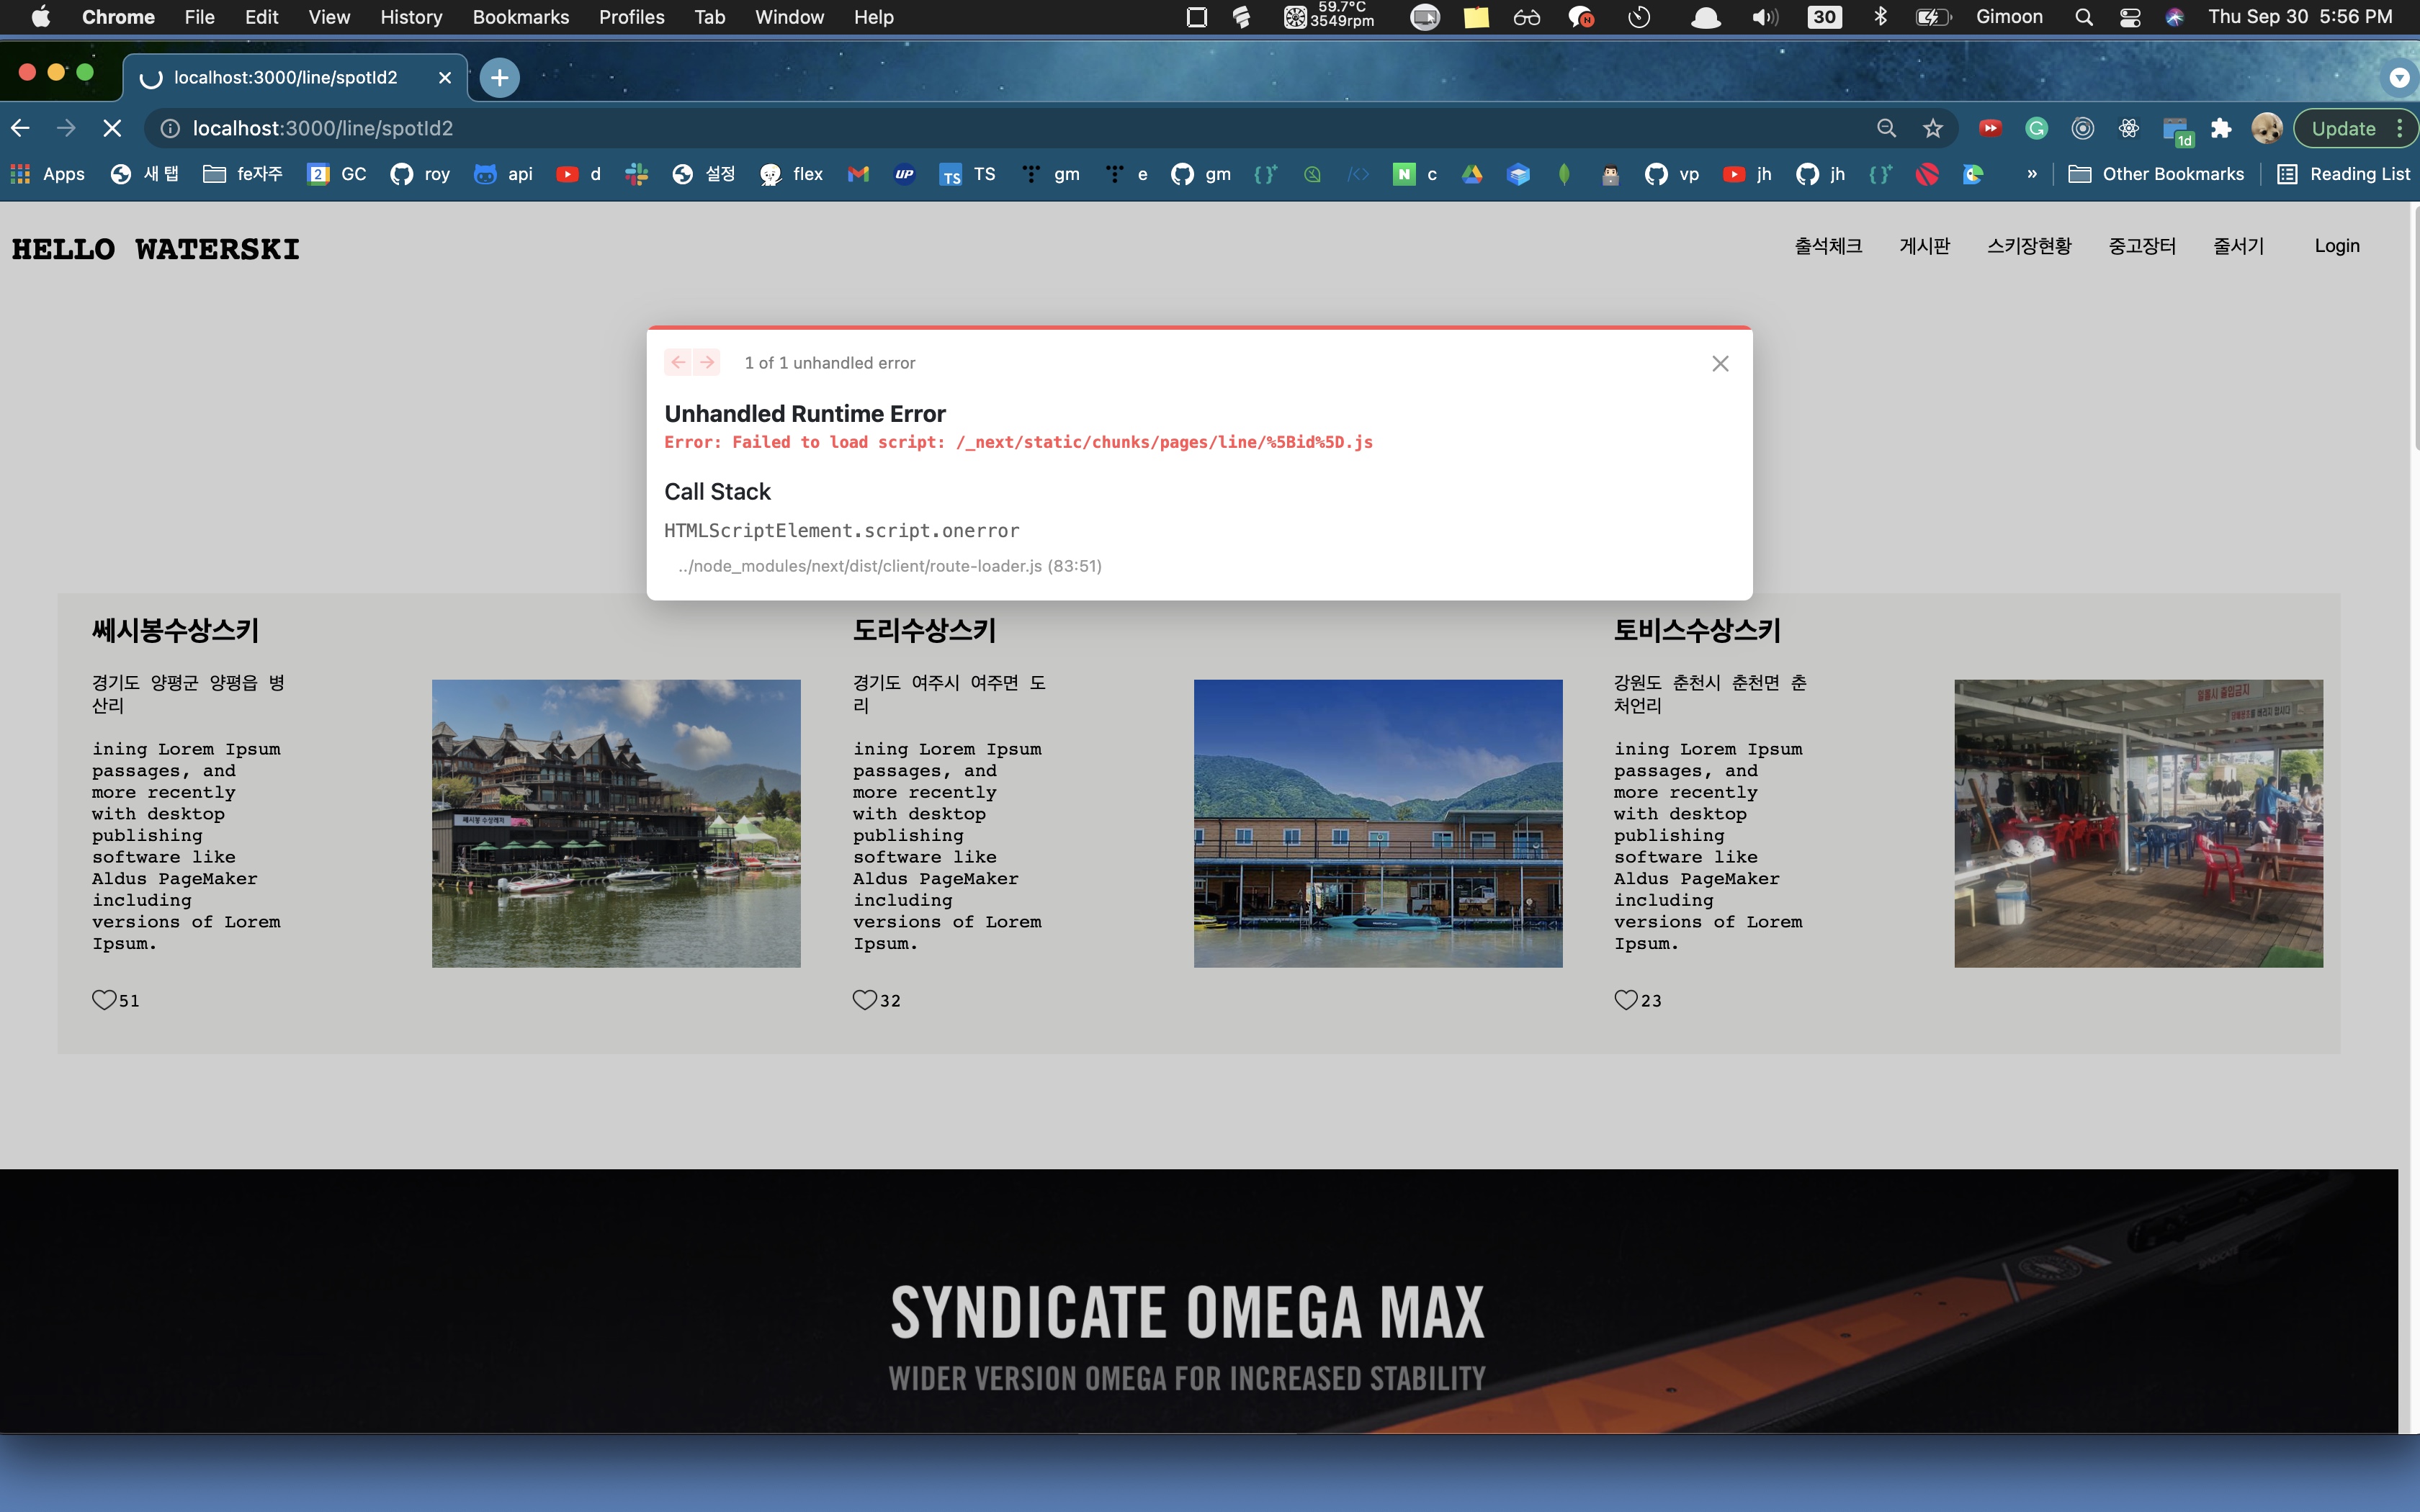 Chrome File Edit View History Bookmarks Profiles Tab Window Help 59.7°C 30 Gimoon Thu Sep 30 5:56 PM
3549rpm
localhost:3000/line/spotId2
localhost:3000/line/spotId2 Update
1d
Apps 새 탭 fe자주 2 GC roy api d 설정 flex UP TS TS gm e gm N c vp jh jh » Other Bookmarks Reading List
HELLO WATERSKI 출석체크 게시판 스키장현황 중고장터 줄서기 Login
1 of 1 unhandled error
Unhandled Runtime Error
Error: Failed to load script: /_next/static/chunks/pages/line/%5Bid%5D.js
Call Stack
HTMLScriptElement.script.onerror
../node_modules/next/dist/client/route-loader.js (83:51)
쎄시봉수상스키
경기도 양평군 양평읍 병
산리
ining Lorem Ipsum
passages, and
more recently
with desktop
publishing
software like
Aldus PageMaker
including
versions of Lorem
Ipsum.
51
도리수상스키
경기도 여주시 여주면 도
리
ining Lorem Ipsum
passages, and
more recently
with desktop
publishing
software like
Aldus PageMaker
including
versions of Lorem
Ipsum.
32
토비스수상스키
강원도 춘천시 춘천면 춘
처언리
ining Lorem Ipsum
passages, and
more recently
with desktop
publishing
software like
Aldus PageMaker
including
versions of Lorem
Ipsum.
23
SYNDICATE OMEGA MAX
WIDER VERSION OMEGA FOR INCREASED STABILITY